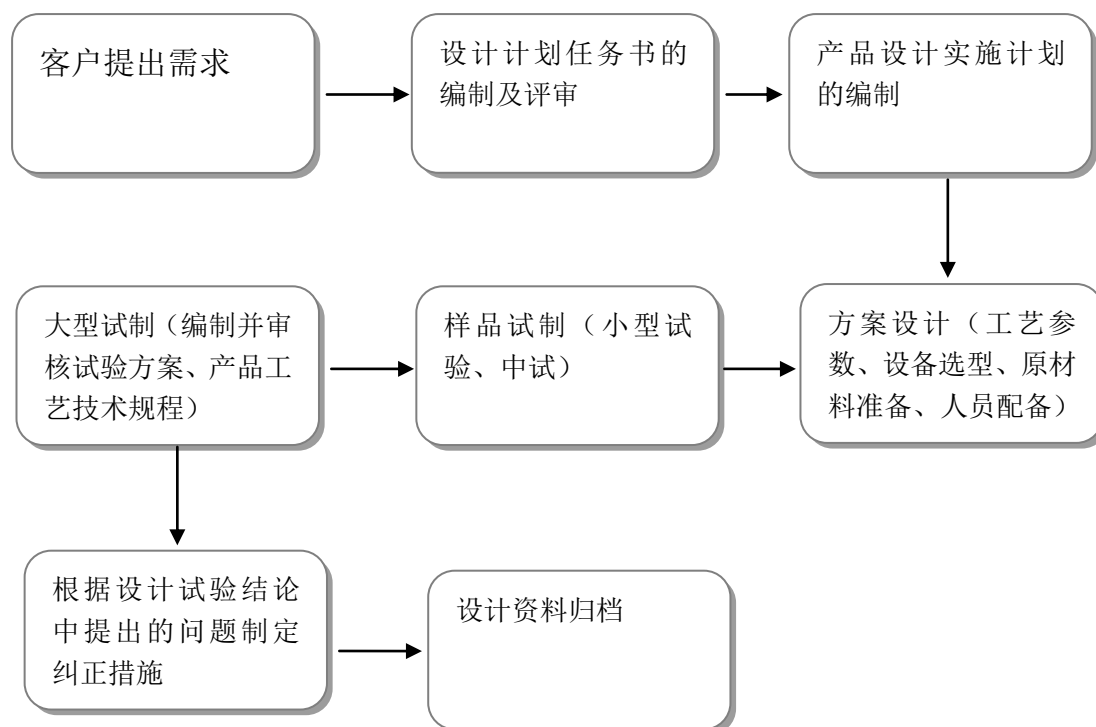 客户提出需求
设计计划任务书的
编制及评审
产品设计实施计划
的编制
大型试制（编制并审
核试验方案、产品工
艺技术规程）
样品试制（小型试
验、中试）
方案设计（工艺参
数、设备选型、原材
料准备、人员配备）
根据设计试验结论
中提出的问题制定
纠正措施
设计资料归档